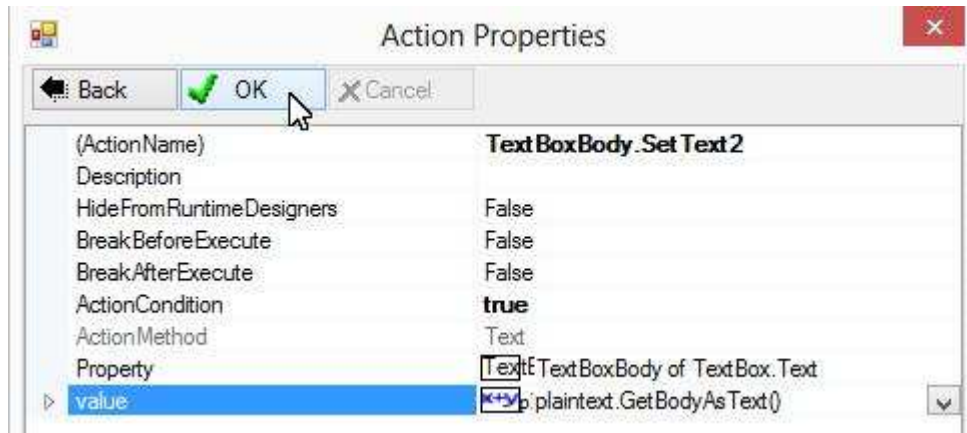 Action Properties
Back OK Cancel
(ActionName) TextBoxBody.SetText2
Description
HideFromRuntimeDesigners False
BreakBeforeExecute False
BreakAfterExecute False
ActionCondition true
ActionMethod Text
Property TextBoxBody of TextBox.Text
value x+y plaintext.GetBodyAsText()